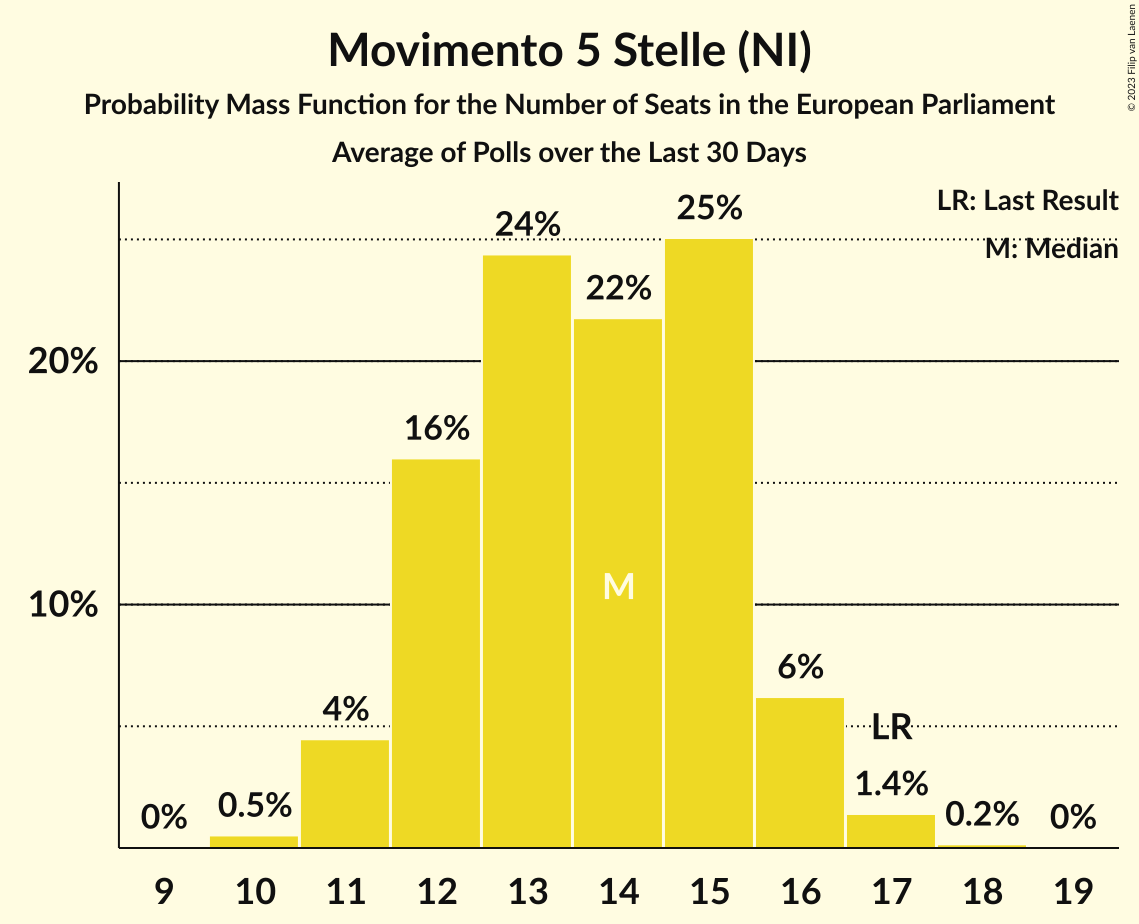 Movimento 5 Stelle (NI)
Probability Mass Function for the Number of Seats in the European Parliament
Average of Polls over the Last 30 Days
© 2023 Filip van Laenen
LR: Last Result
M: Median
25%
24%
22%
20%
16%
M
10%
6%
4%
LR
1.4%
0.5%
0.2%
0%
0%
9 10 11 12 13 14 15 16 17 18 19